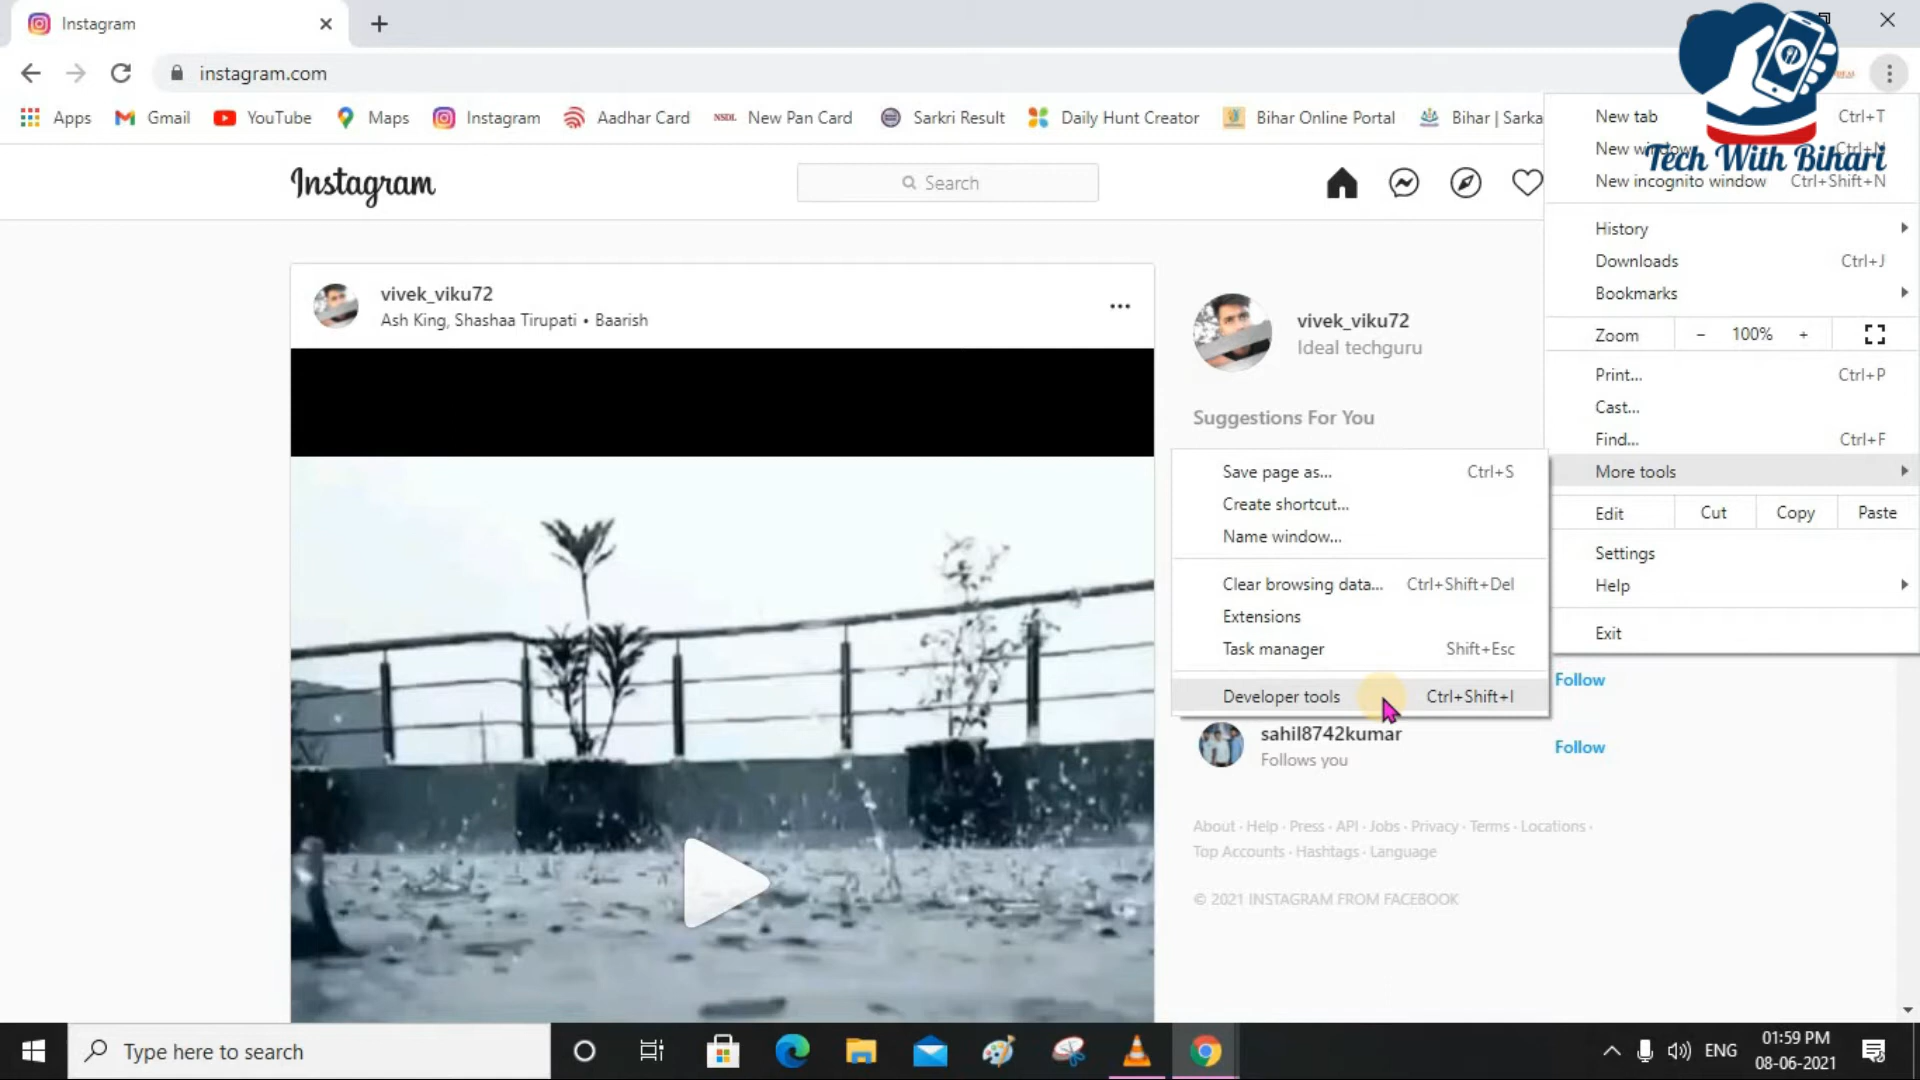 Instagram
instagram.com
Apps Gmail YouTube Maps Instagram Aadhar Card NSDL New Pan Card Sarkri Result Daily Hunt Creator Bihar Online Portal Bihar | Sarka
New tab Ctrl+T
New window Ctrl+N
Tech With Bihari
New incognito window Ctrl+Shift+N
Instagram
Search
History
Downloads Ctrl+J
Bookmarks
Zoom - 100% +
Print... Ctrl+P
Cast...
Find... Ctrl+F
More tools
Edit Cut Copy Paste
Settings
Help
Exit
vivek_viku72
Ash King, Shashaa Tirupati • Baarish
vivek_viku72
Ideal techguru
Suggestions For You
Save page as... Ctrl+S
Create shortcut...
Name window...
Clear browsing data... Ctrl+Shift+Del
Extensions
Task manager Shift+Esc
Developer tools Ctrl+Shift+I
Follow
sahil8742kumar
Follows you
Follow
About · Help · Press · API · Jobs · Privacy · Terms · Locations ·
Top Accounts · Hashtags · Language
© 2021 INSTAGRAM FROM FACEBOOK
Type here to search
ENG
01:59 PM
08-06-2021